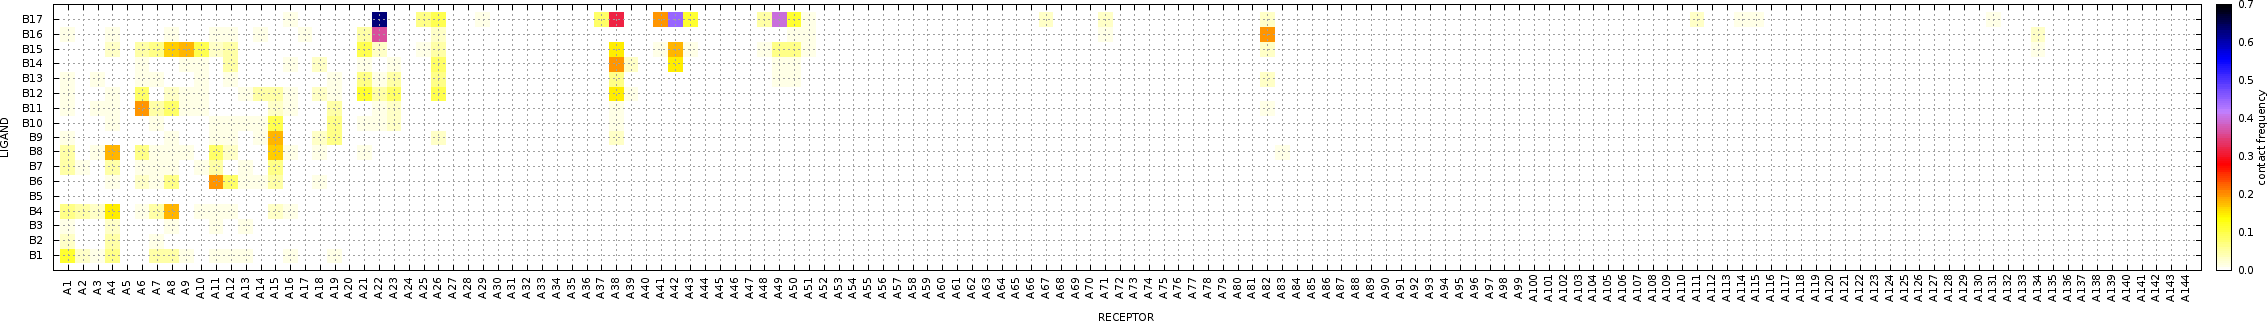 B17
B16
B15
B14
B13
B12
B11
B10
B9
B8
B7
B6
B5
B4
B3
B2
B1
LIGAND
A1 A2 A3 A4 A5 A6 A7 A8 A9 A10 A11 A12 A13 A14 A15 A16 A17 A18 A19 A20 A21 A22 A23 A24 A25 A26 A27 A28 A29 A30 A31 A32 A33 A34 A35 A36 A37 A38 A39 A40 A41 A42 A43 A44 A45 A46 A47 A48 A49 A50 A51 A52 A53 A54 A55 A56 A57 A58 A59 A60 A61 A62 A63 A64 A65 A66 A67 A68 A69 A70 A71 A72 A73 A74 A75 A76 A77 A78 A79 A80 A81 A82 A83 A84 A85 A86 A87 A88 A89 A90 A91 A92 A93 A94 A95 A96 A97 A98 A99 A100 A101 A102 A103 A104 A105 A106 A107 A108 A109 A110 A111 A112 A113 A114 A115 A116 A117 A118 A119 A120 A121 A122 A123 A124 A125 A126 A127 A128 A129 A130 A131 A132 A133 A134 A135 A136 A137 A138 A139 A140 A141 A142 A143 A144
RECEPTOR
0.7
0.6
0.5
0.4
0.3
0.2
0.1
0.0
contact frequency